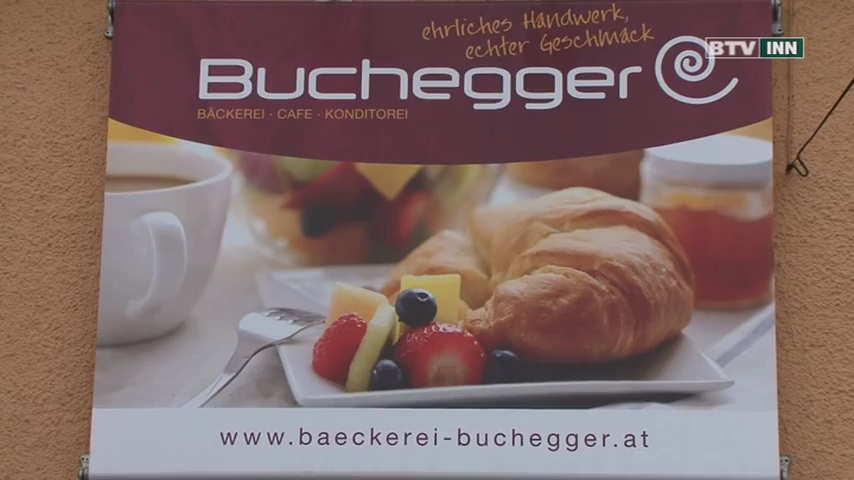 ehrliches Handwerk,
echter Geschmack
BTV INN
Buchegger
BÄCKEREI · CAFE · KONDITOREI
www.baeckerei-buchegger.at